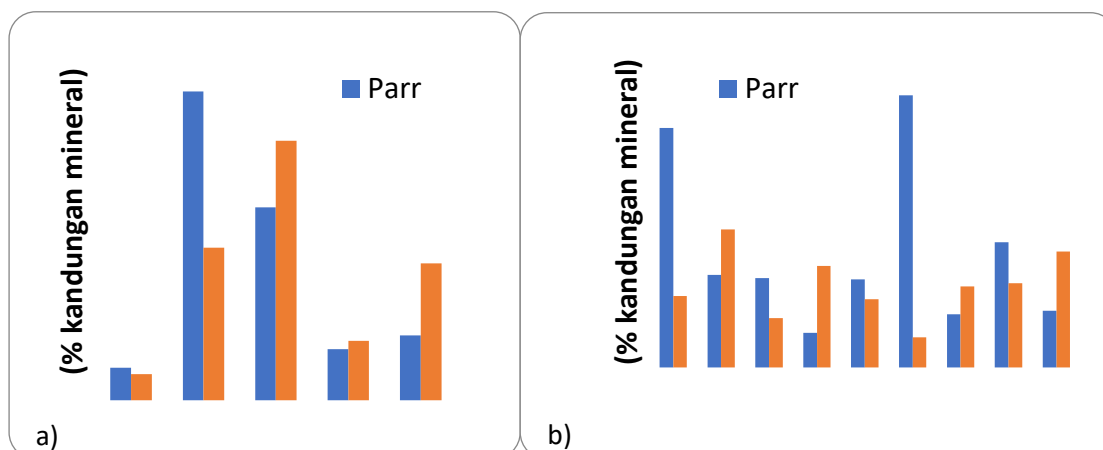 (% kandungan mineral)
Parr
a)
(% kandungan mineral)
Parr
b)